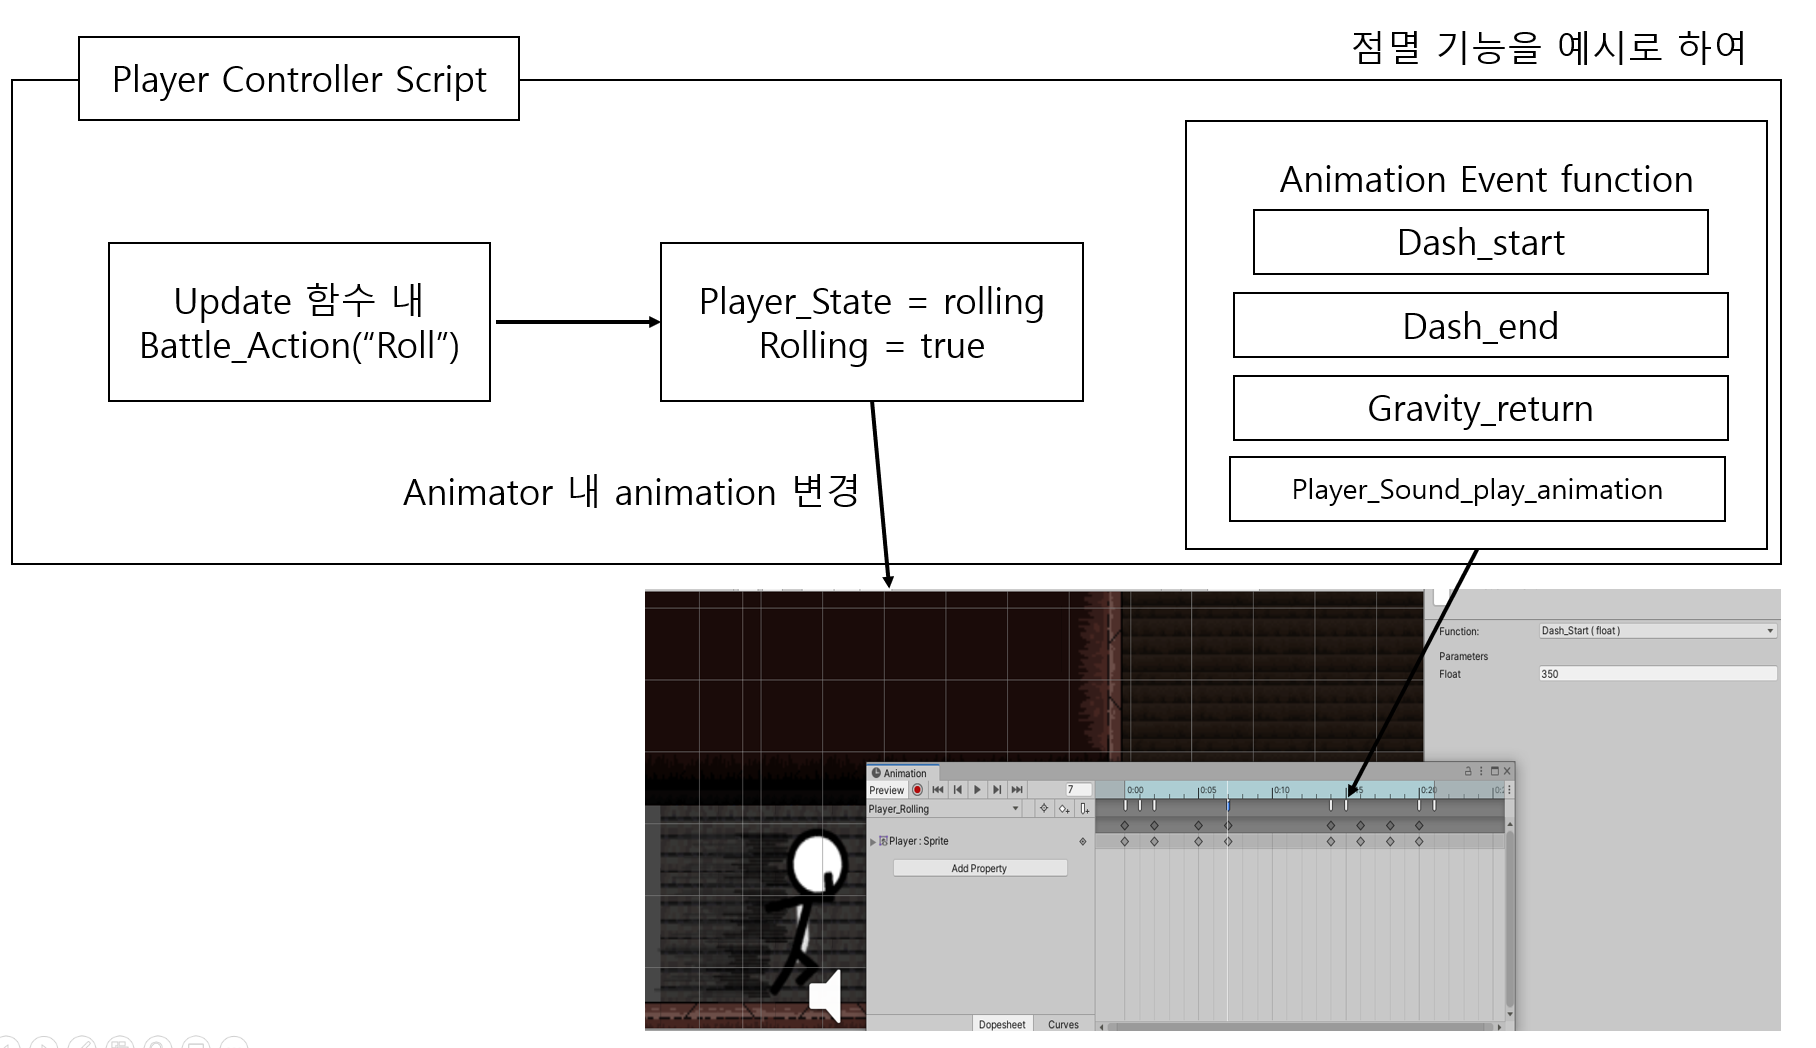 점멸 기능을 예시로 하여
Player Controller Script
Update 함수 내
Battle_Action(“Roll”)
Player_State = rolling
Rolling = true
Animator 내 animation 변경
Animation Event function
Dash_start
Dash_end
Gravity_return
Player_Sound_play_animation
Function:
Dash_Start ( float )
Parameters
Float
350
Animation
Preview
7
0:00
0:05
0:10
0:20
Player_Rolling
Player : Sprite
Add Property
Dopesheet
Curves